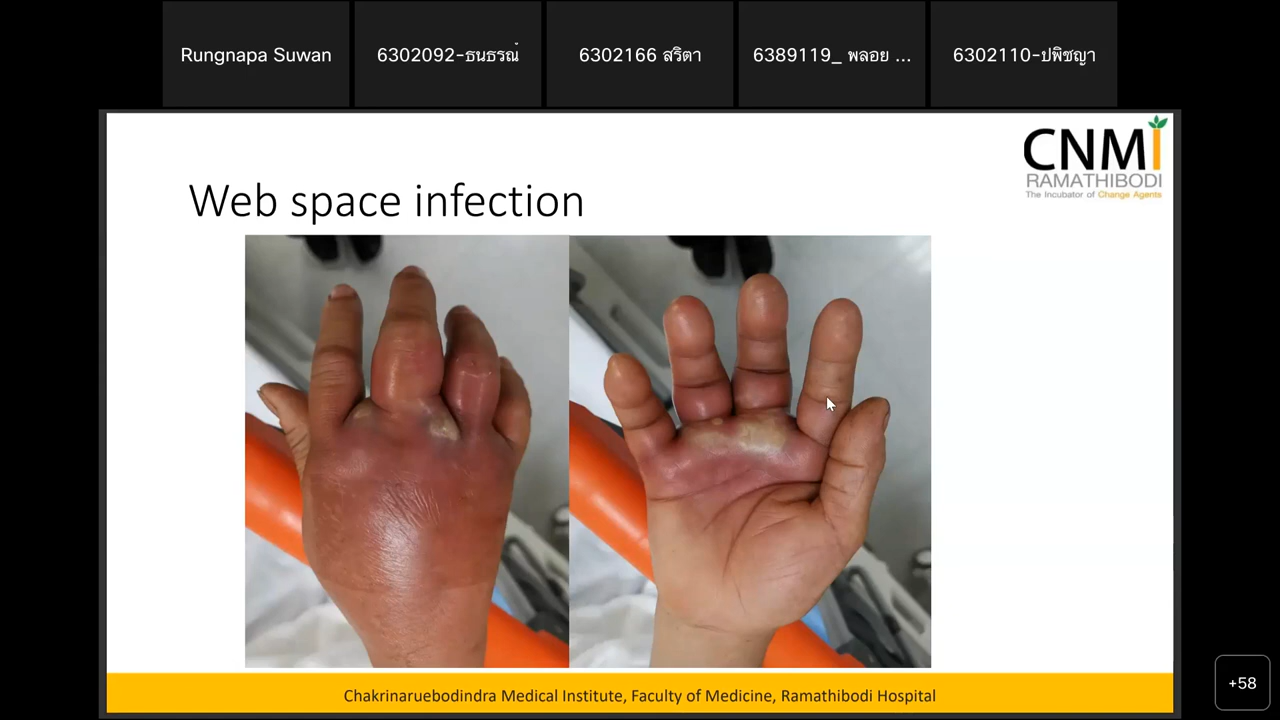 Rungnapa Suwan
6302092-ธนธรณ์
6302166 สริตา
6389119_ พลอย ...
6302110-ปพิชญา
CNMI
RAMATHIBODI
The Incubator of Change Agents
Web space infection
Chakrinaruebodindra Medical Institute, Faculty of Medicine, Ramathibodi Hospital
+58